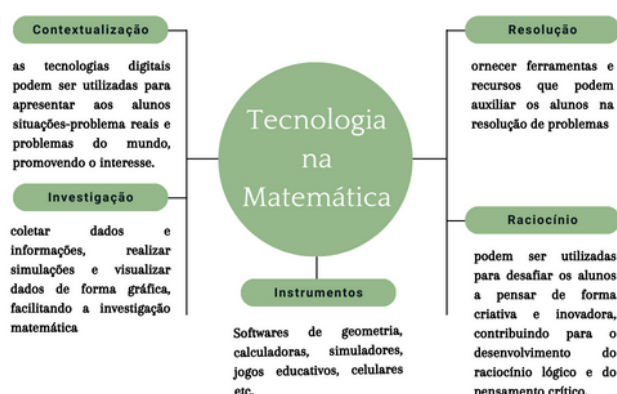 Contextualização
as tecnologias digitais
podem ser utilizadas para
apresentar aos alunos
situações-problema reais e
problemas do mundo,
promovendo o interesse.
Investigação
coletar dados e
informações, realizar
simulações e visualizar
dados de forma gráfica,
facilitando a investigação
matemática
Tecnologia
na
Matemática
Instrumentos
Softwares de geometria,
calculadoras, simuladores,
jogos educativos, celulares
etc.
Resolução
ornecer ferramentas e
recursos que podem
auxiliar os alunos na
resolução de problemas
Raciocínio
podem ser utilizadas
para desafiar os alunos
a pensar de forma
criativa e inovadora,
contribuindo para o
desenvolvimento do
raciocínio lógico e do
pensamento crítico.